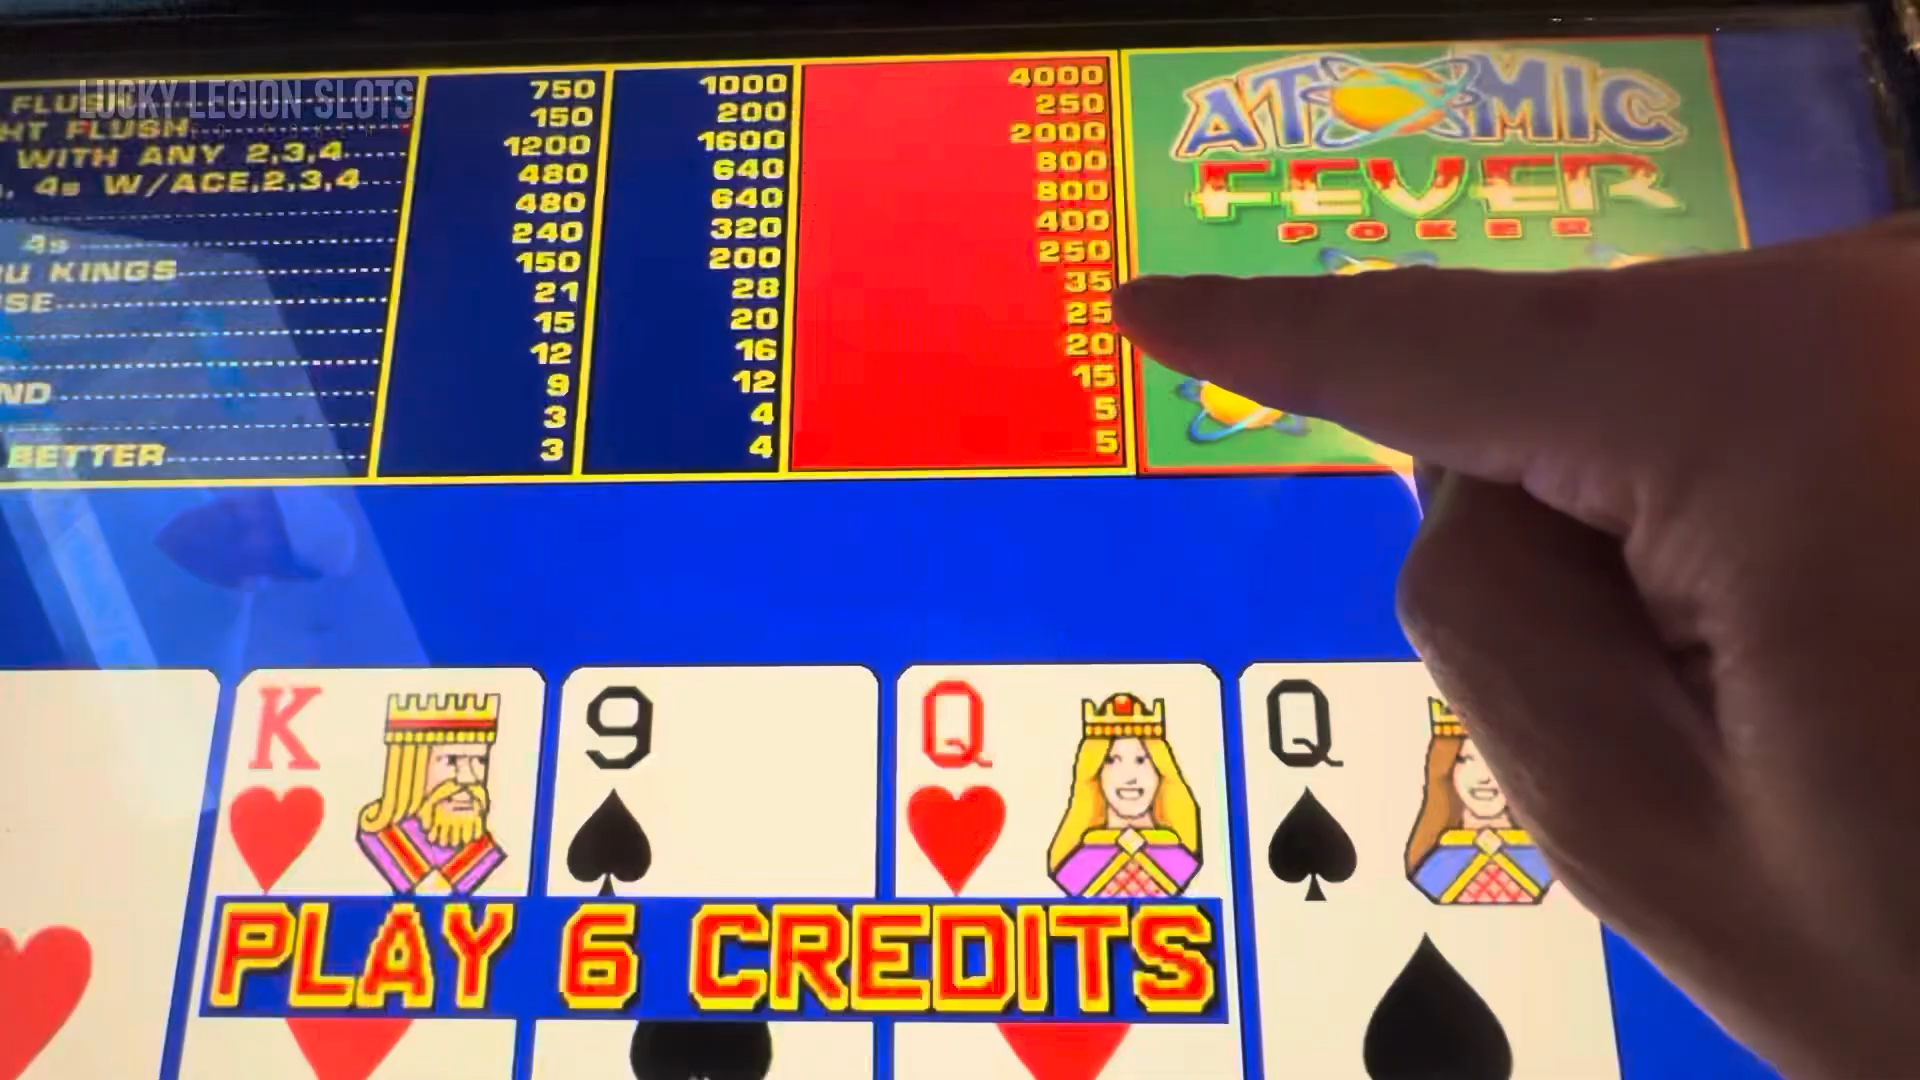 LUCKY LEGION SLOTS
FLUSH 750 1000 4000
HT FLUSH 150 200 250
WITH ANY 2,3,4 1200 1600 2000
, 4s W/ACE,2,3,4 480 640 800
480 640 800
4s 240 320 400
U KINGS 150 200 250
SE 21 28 35
15 20 25
12 16 20
ND 9 12 15
3 4 5
BETTER 3 4 5
ATOMIC
FEVER
POKER
K 9 Q Q
PLAY 6 CREDITS